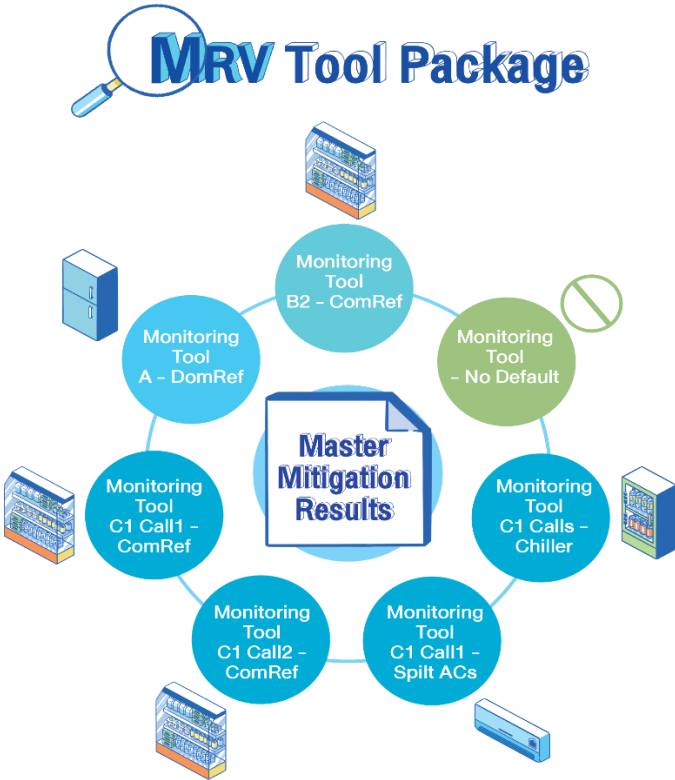 MRV Tool Package
Monitoring
Tool
B2 – ComRef
Monitoring
Tool
A – DomRef
Monitoring
Tool
– No Default
Master
Mitigation
Results
Monitoring
Tool
C1 Call1 –
ComRef
Monitoring
Tool
C1 Calls –
Chiller
Monitoring
Tool
C1 Call2 –
ComRef
Monitoring
Tool
C1 Call1 –
Spilt ACs